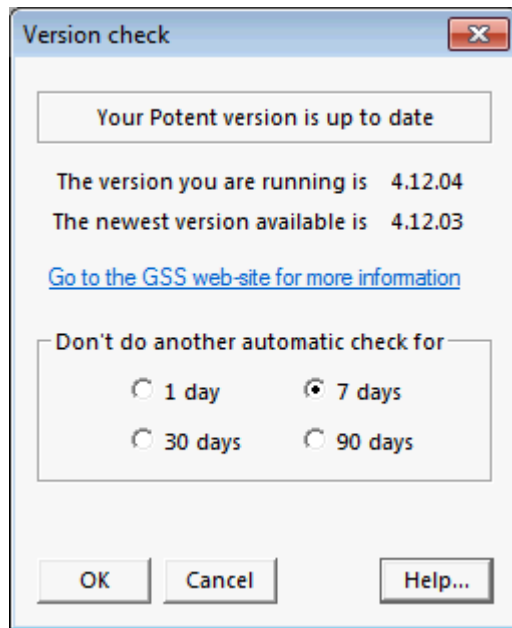 Version check
Your Potent version is up to date
The version you are running is 4.12.04
The newest version available is 4.12.03
Go to the GSS web-site for more information
Don't do another automatic check for
1 day 7 days
30 days 90 days
OK Cancel Help...